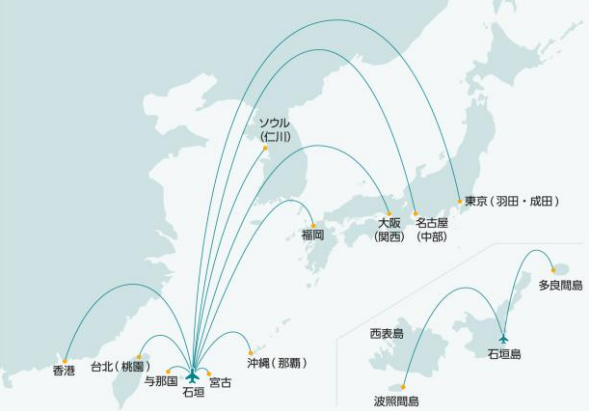 ソウル
(仁川)
東京(羽田・成田)
大阪
(関西)
名古屋
(中部)
福岡
多良間島
西表島
石垣島
香港
台北(桃園)
与那国
石垣
宮古
沖縄(那覇)
波照間島